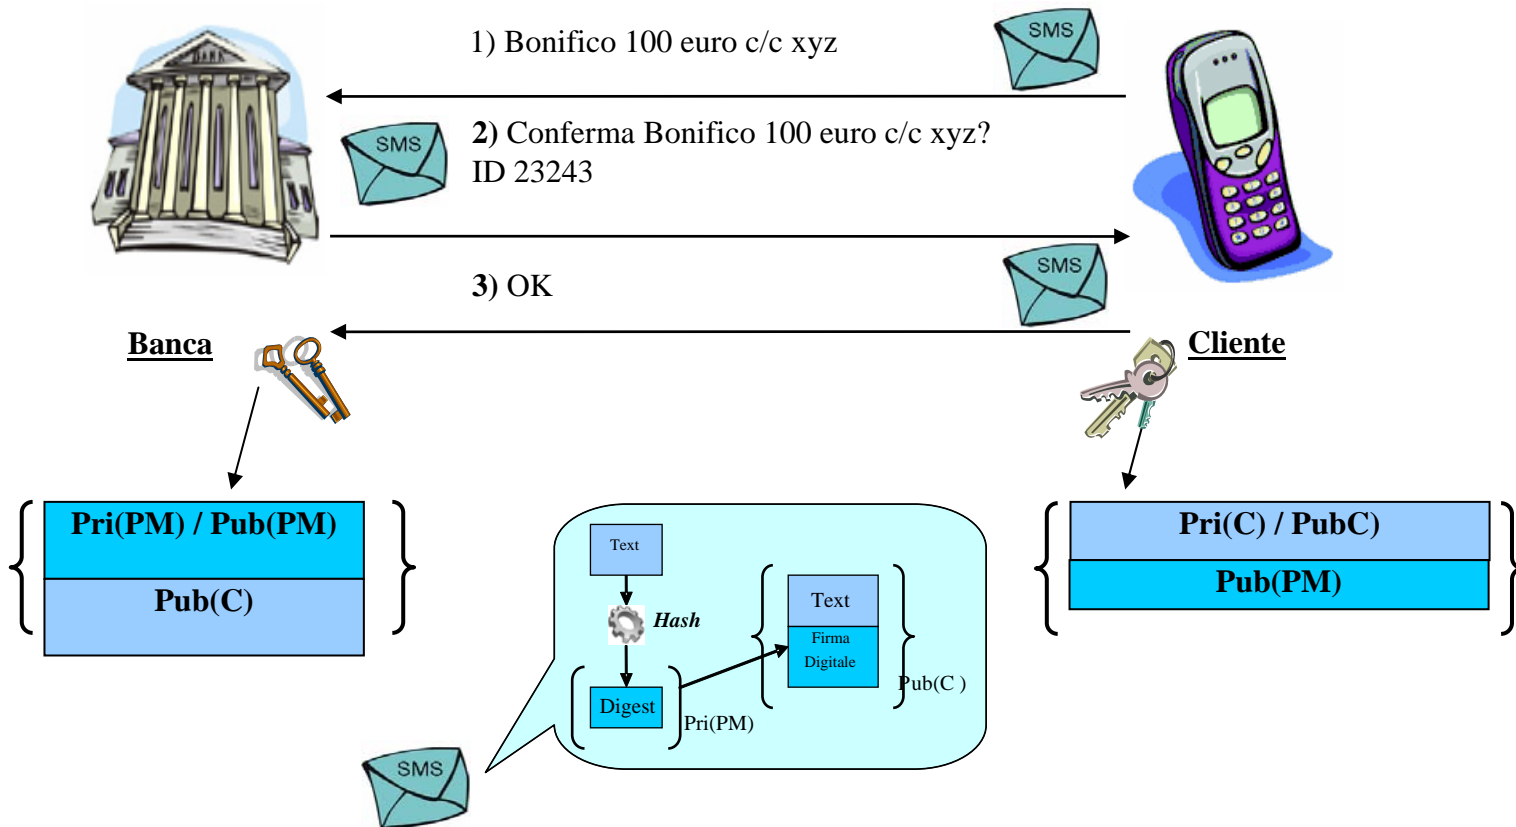 1) Bonifico 100 euro c/c xyz
SMS
BANK
2) Conferma Bonifico 100 euro c/c xyz?
ID 23243
SMS
3) OK
SMS
Banca
Cliente
Pri(PM) / Pub(PM)
Pub(C)
Pri(C) / PubC)
Pub(PM)
Text
Hash
Digest
Pri(PM)
Text
Firma
Digitale
Pub(C )
SMS